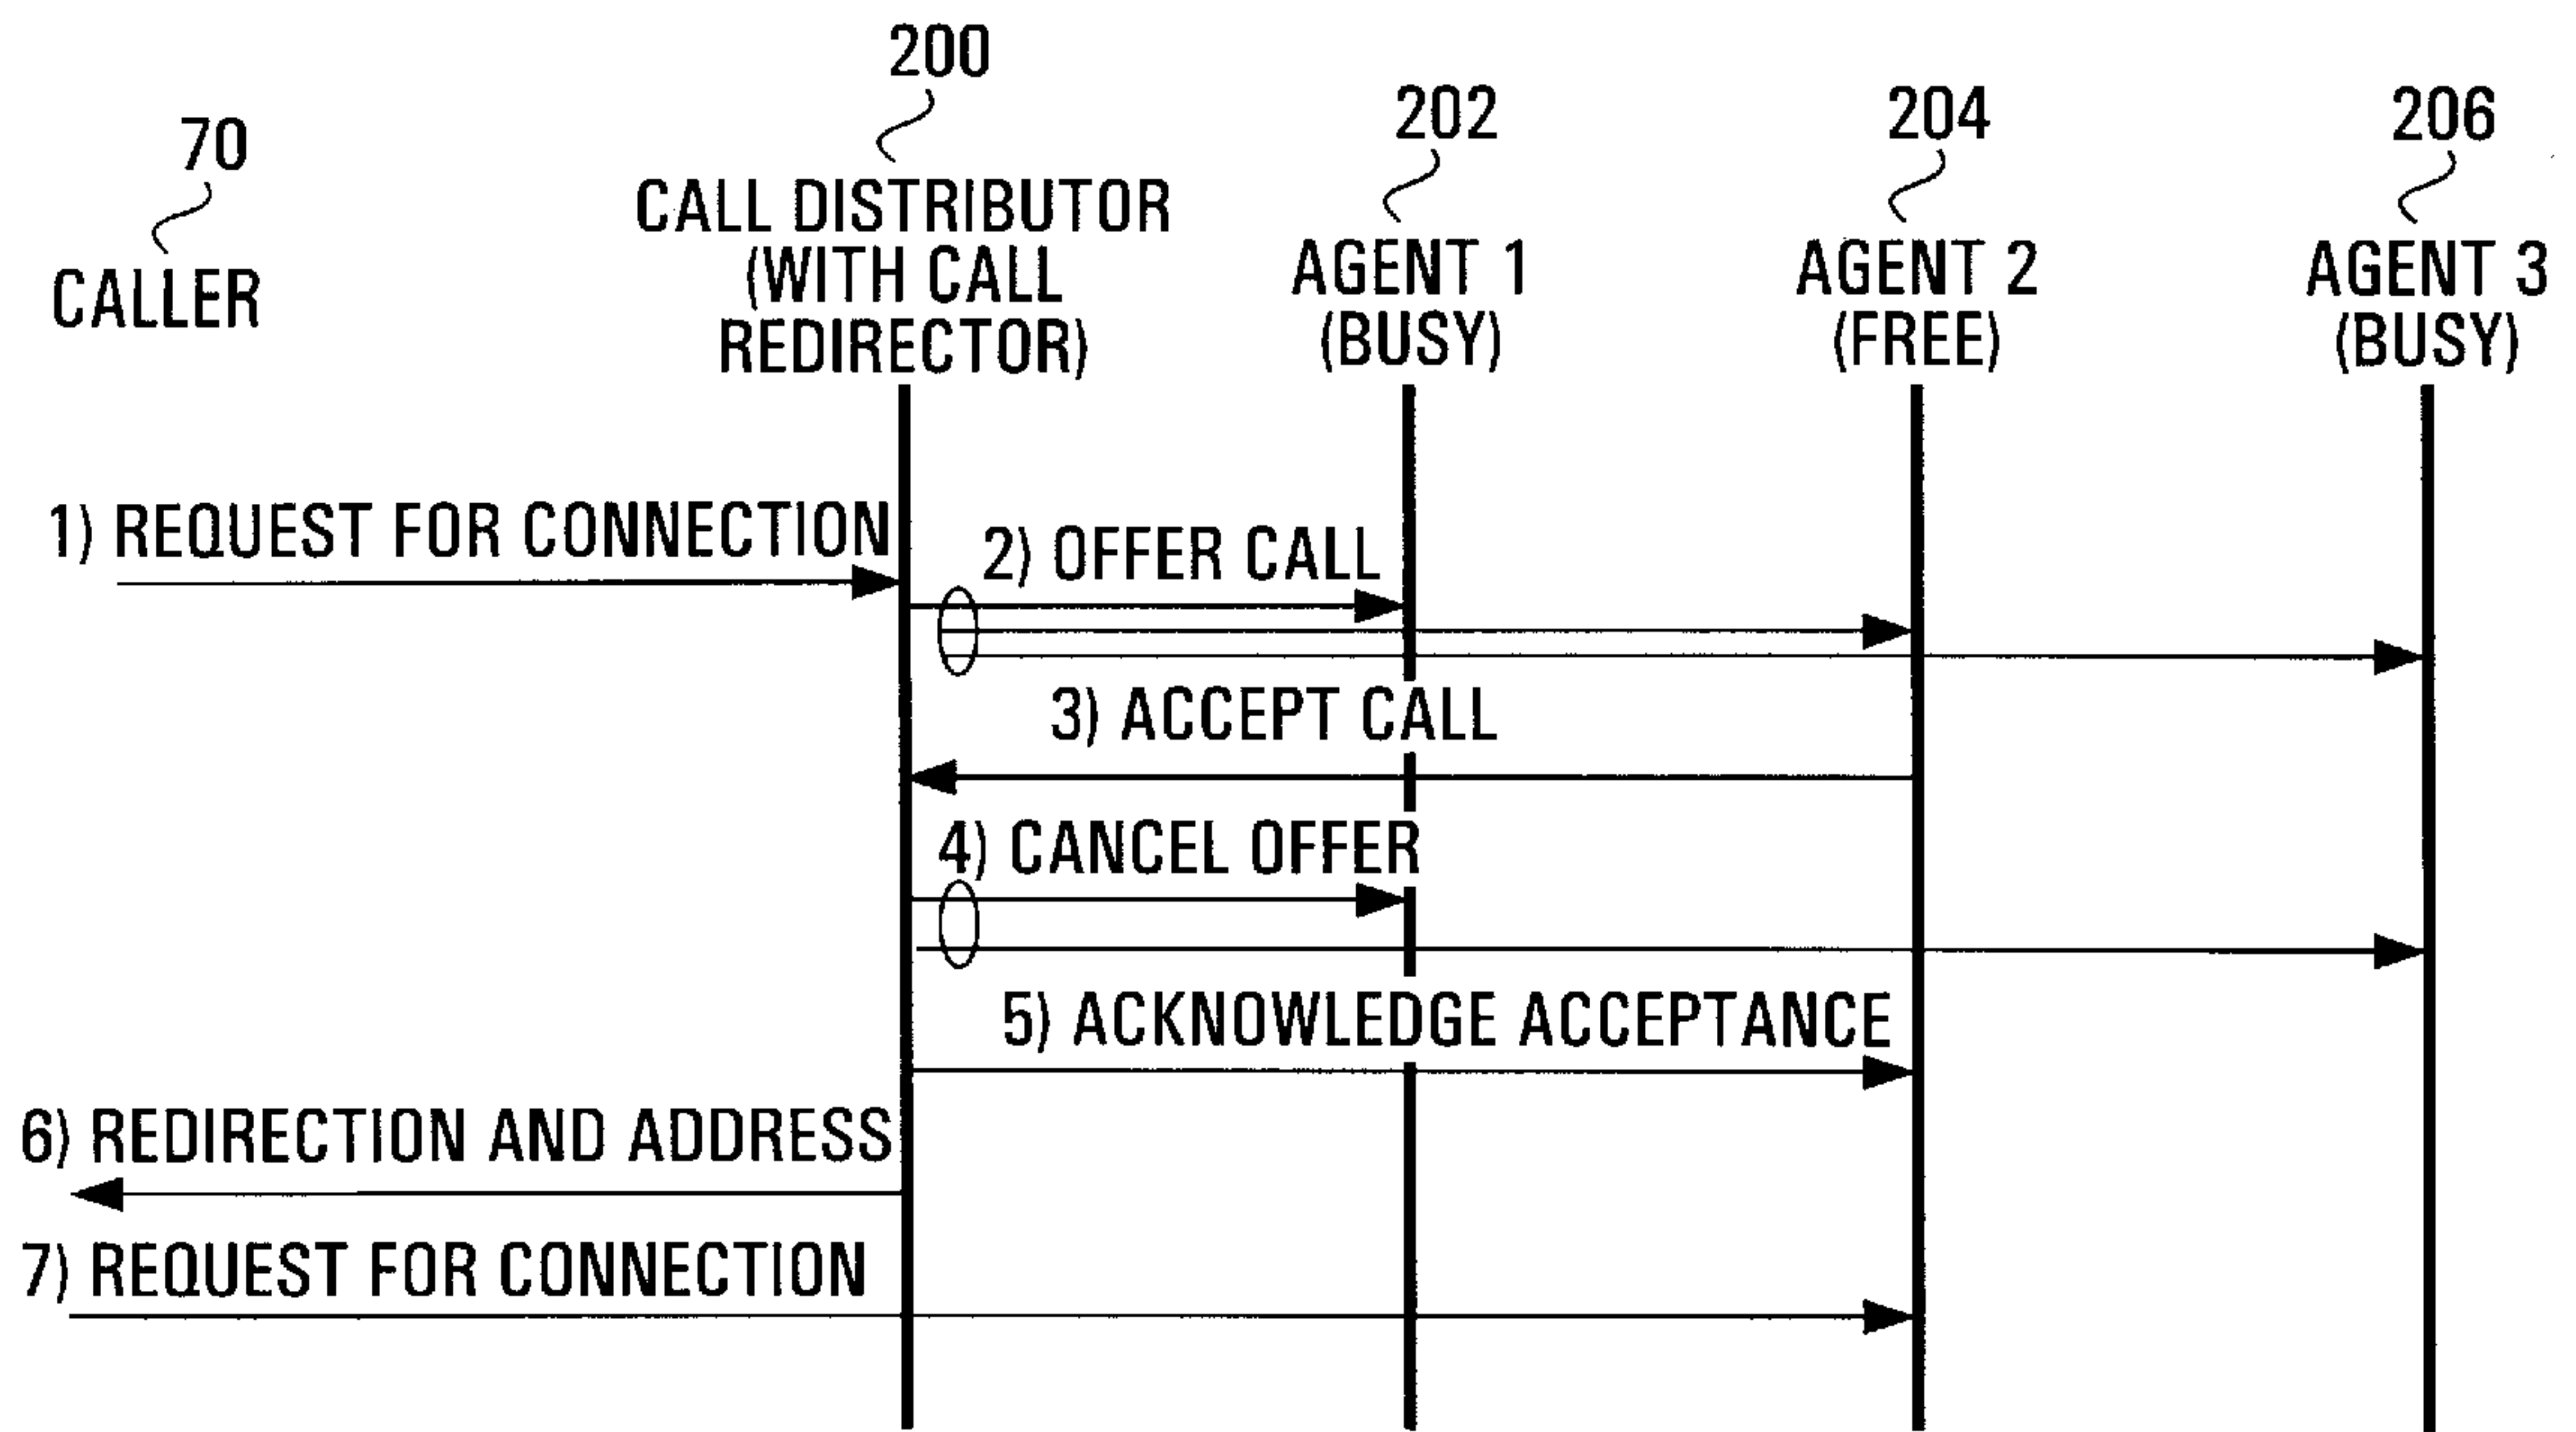 200
202
204
206
70
CALL DISTRIBUTOR
(WITH CALL
REDIRECTOR)
AGENT 1
(BUSY)
AGENT 2
(FREE)
AGENT 3
(BUSY)
CALLER
1) REQUEST FOR CONNECTION
2) OFFER CALL
3) ACCEPT CALL
4) CANCEL OFFER
5) ACKNOWLEDGE ACCEPTANCE
6) REDIRECTION AND ADDRESS
7) REQUEST FOR CONNECTION